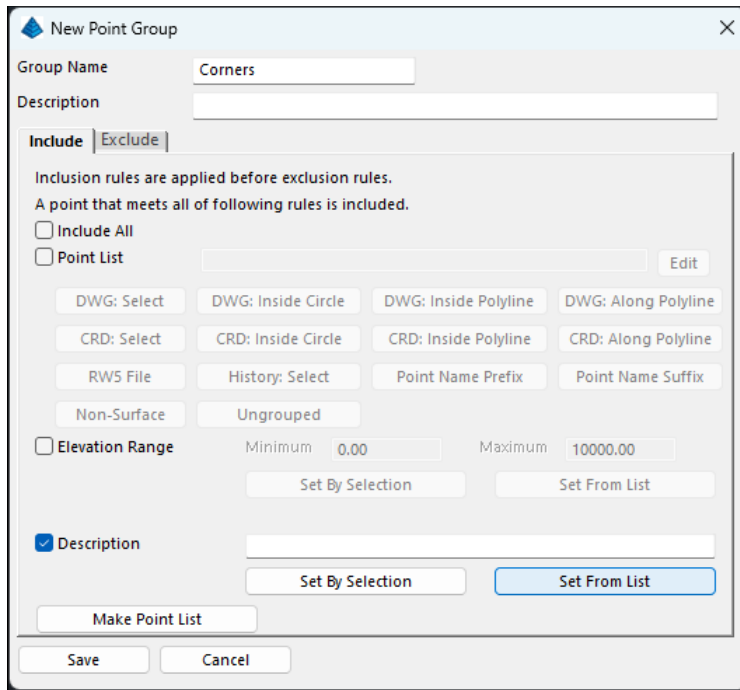 New Point Group
Group Name Corners
Description
Include Exclude
Inclusion rules are applied before exclusion rules.
A point that meets all of following rules is included.
Include All
Point List Edit
DWG: Select DWG: Inside Circle DWG: Inside Polyline DWG: Along Polyline
CRD: Select CRD: Inside Circle CRD: Inside Polyline CRD: Along Polyline
RW5 File History: Select Point Name Prefix Point Name Suffix
Non-Surface Ungrouped
Elevation Range Minimum 0.00 Maximum 10000.00
Set By Selection Set From List
Description
Set By Selection Set From List
Make Point List
Save Cancel